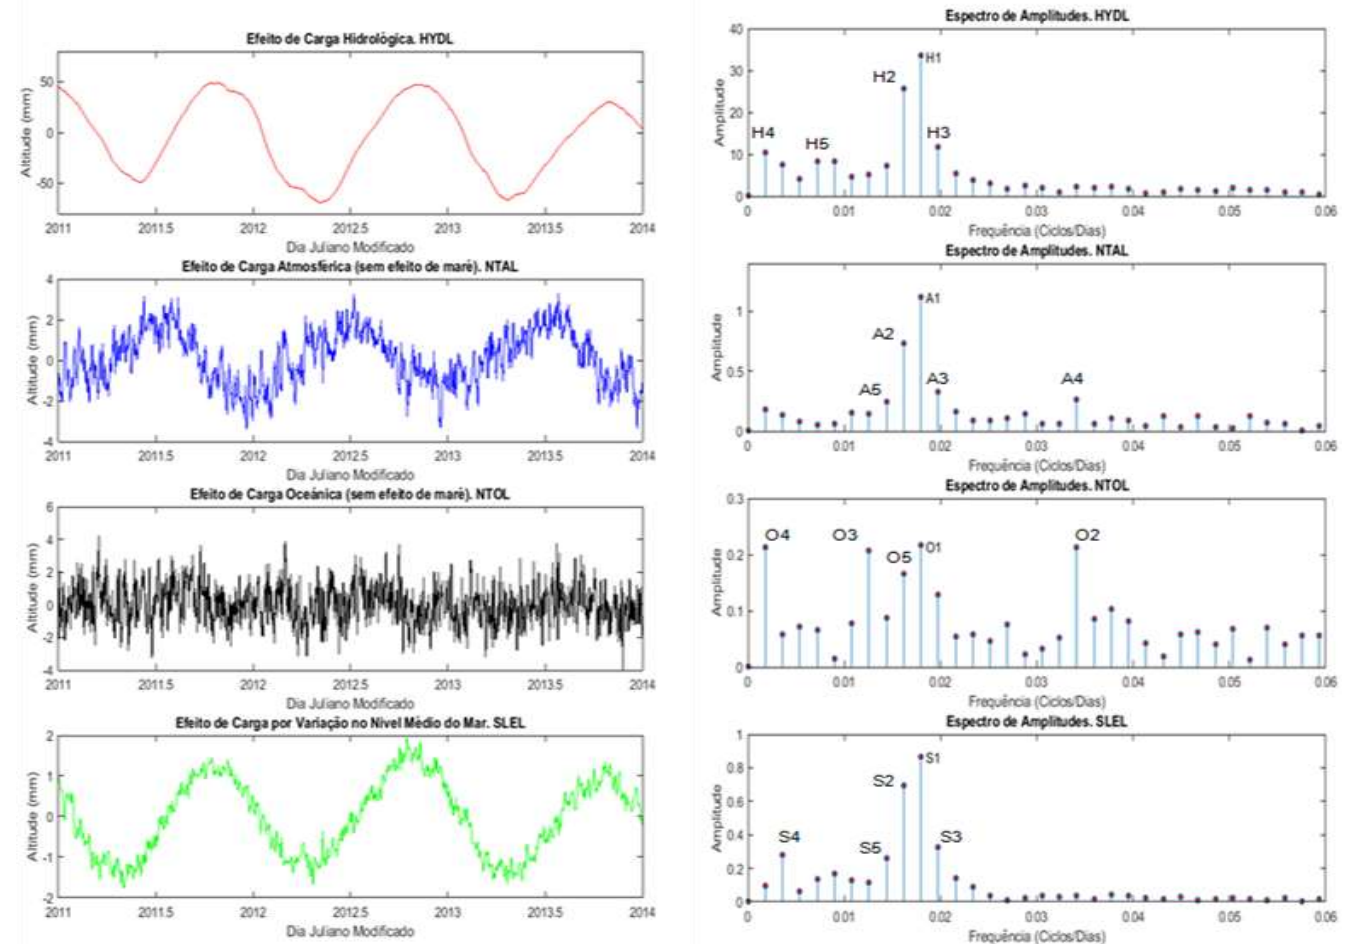 Efeito de Carga Hidrológica. HYDL
Altitude (mm)
50
0
-50
2011 2011.5 2012 2012.5 2013 2013.5 2014
Dia Juliano Modificado
Efeito de Carga Atmosférica (sem efeito de maré). NTAL
Altitude (mm)
4
2
0
-2
-4
2011 2011.5 2012 2012.5 2013 2013.5 2014
Dia Juliano Modificado
Efeito de Carga Oceánica (sem efeito de maré). NTOL
Altitude (mm)
6
4
2
0
-2
-4
2011 2011.5 2012 2012.5 2013 2013.5 2014
Dia Juliano Modificado
Efeito de Carga por Variação no Nível Médio do Mar. SLEL
Altitude (mm)
2
1
0
-1
-2
2011 2011.5 2012 2012.5 2013 2013.5 2014
Dia Juliano Modificado
Espectro de Amplitudes. HYDL
Amplitude
40
30
20
10
0
H4 H5 H2 H1 H3
0 0.01 0.02 0.03 0.04 0.05 0.06
Frequência (Ciclos/Dias)
Espectro de Amplitudes. NTAL
Amplitude
1
0.5
0
A5 A2 A1 A3 A4
0 0.01 0.02 0.03 0.04 0.05 0.06
Frequência (Ciclos/Dias)
Espectro de Amplitudes. NTOL
Amplitude
0.3
0.2
0.1
0
O4 O3 O5 O1 O2
0 0.01 0.02 0.03 0.04 0.05 0.06
Frequência (Ciclos/Dias)
Espectro de Amplitudes. SLEL
Amplitude
1
0.8
0.6
0.4
0.2
0
S4 S5 S2 S1 S3
0 0.01 0.02 0.03 0.04 0.05 0.06
Frequência (Ciclos/Dias)